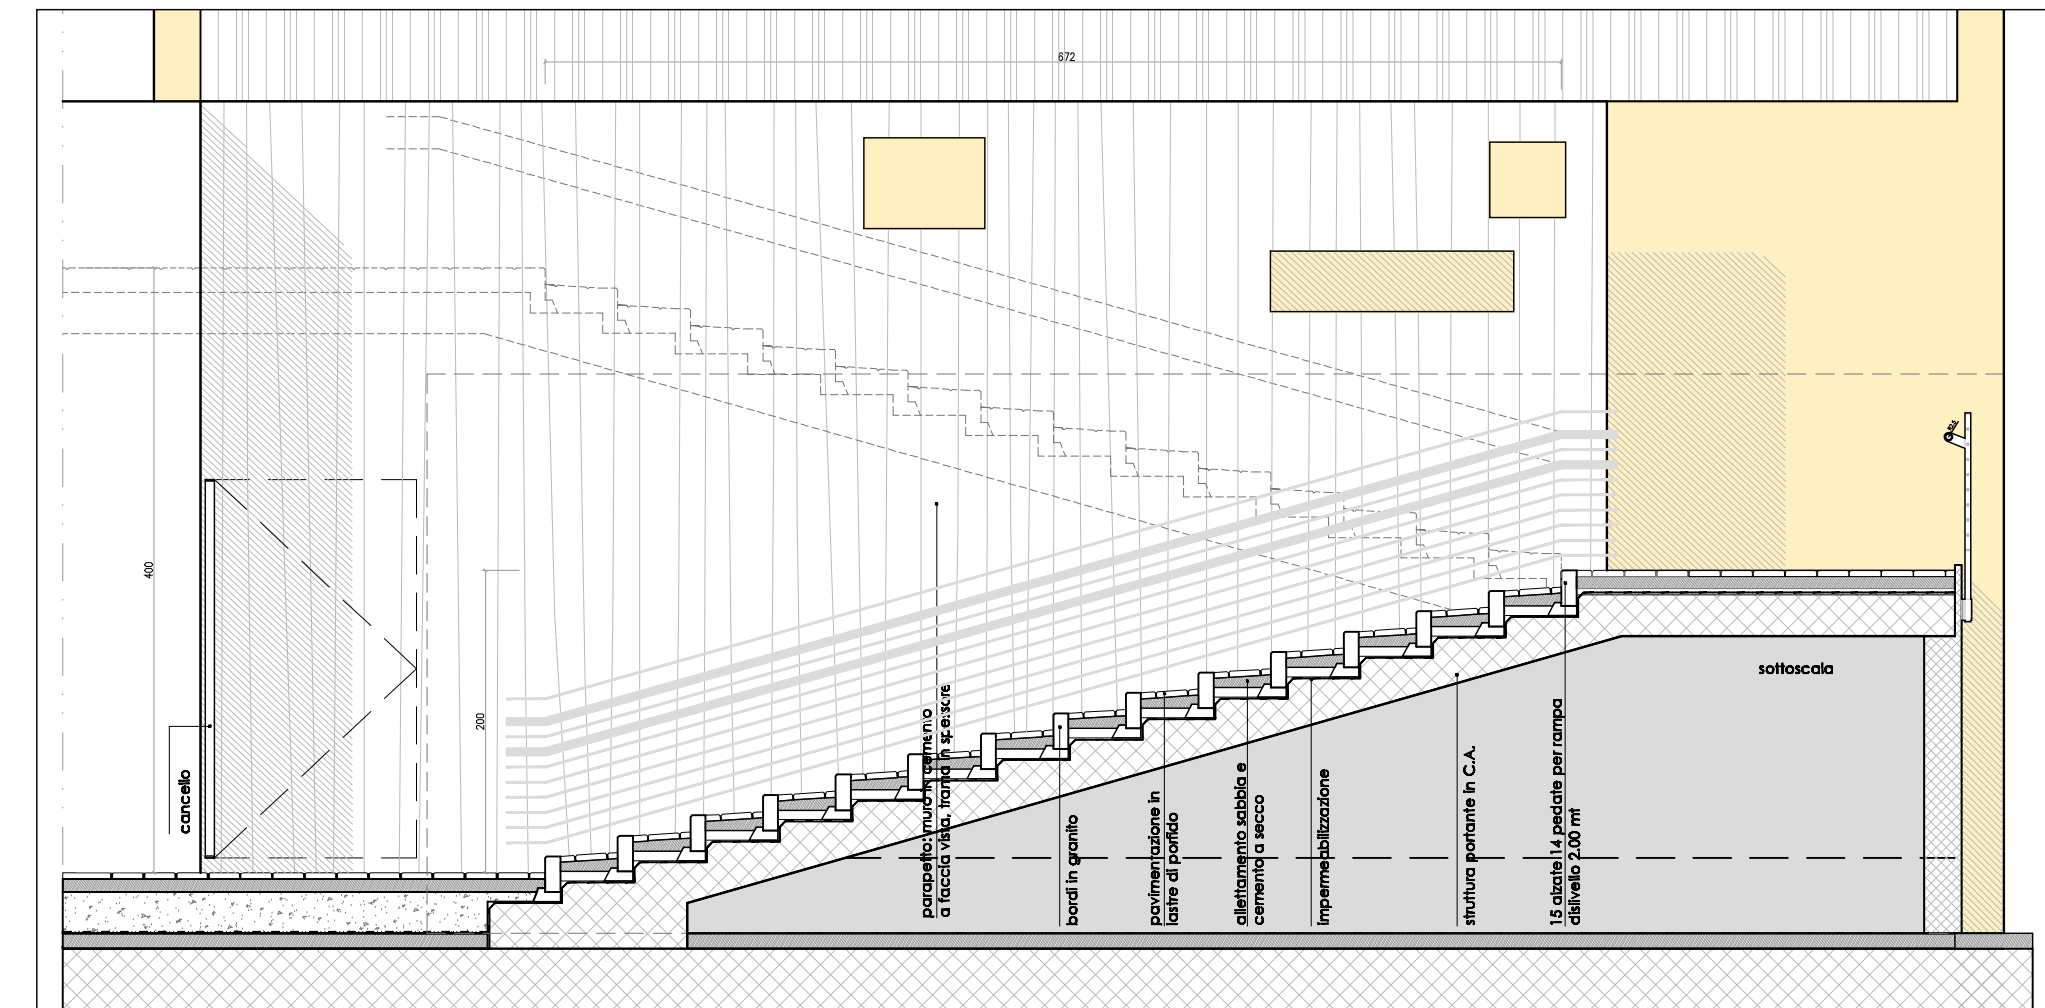 672
400
200
cancello
parapetto: muro in cemento
a faccia vista, trama in spessore
bordi in granito
pavimentazione in
lastre di porfido
allettamento sabbia e
cemento a secco
impermeabilizzazione
struttura portante in C.A.
15 alzate14 pedate per rampa
dislivello 2.00 mt
sottoscala